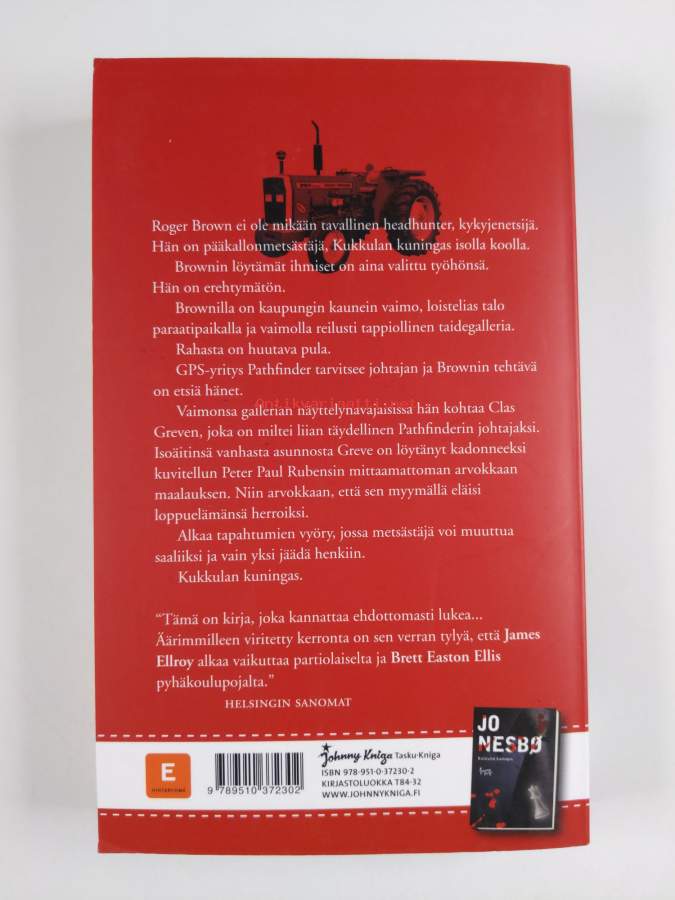 Roger Brown ei ole mikään tavallinen headhunter, kykyjenetsijä.
Hän on pääkallonmetsästäjä, Kukkulan kuningas isolla koolla.
Brownin löytämät ihmiset on aina valittu työhönsä.
Hän on erehtymätön.
Brownilla on kaupungin kaunein vaimo, loistelias talo
paraatipaikalla ja vaimolla reilusti tappiollinen taidegalleria.
Rahasta on huutava pula.
GPS-yritys Pathfinder tarvitsee johtajan ja Brownin tehtävä
on etsiä hänet.
Antikvariaatti.net
Vaimonsa gallerian näyttelynavajaisissa hän kohtaa Clas
Greven, joka on miltei liian täydellinen Pathfinderin johtajaksi.
Isoäitinsä vanhasta asunnosta Greve on löytänyt kadonneeksi
kuvitellun Peter Paul Rubensin mittaamattoman arvokkaan
maalauksen. Niin arvokkaan, että sen myymällä eläisi
loppuelämänsä herroiksi.
Alkaa tapahtumien vyöry, jossa metsästäjä voi muuttua
saaliiksi ja vain yksi jäädä henkiin.
Kukkulan kuningas.
“Tämä on kirja, joka kannattaa ehdottomasti lukea...
Äärimmilleen viritetty kerronta on sen verran tylyä, että James
Ellroy alkaa vaikuttaa partiolaiselta ja Brett Easton Ellis
pyhäkoulupojalta.”
HELSINGIN SANOMAT
JO
NESBØ
Kukkulan kuningas
E
Johnny Kniga Tasku-Kniga
ISBN 978-951-0-37230-2
KIRJASTOLUOKKA T84-32
WWW.JOHNNYKNIGA.FI
9 789510 372302